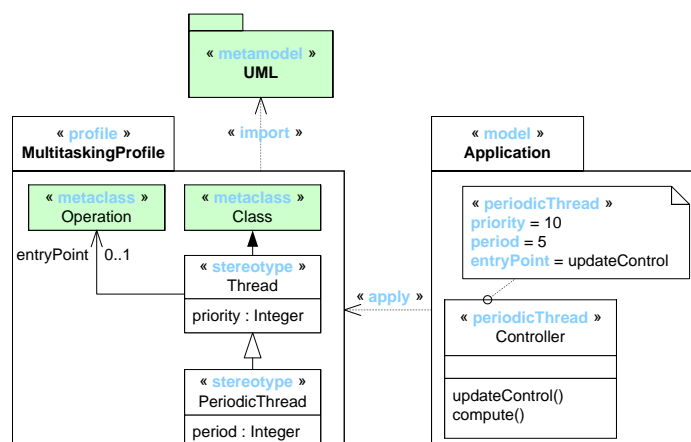 « metamodel »
UML
« import »
« profile »
MultitaskingProfile
« metaclass »
Operation
« metaclass »
Class
entryPoint
0..1
« stereotype »
Thread
priority : Integer
« stereotype »
PeriodicThread
period : Integer
« apply »
« model »
Application
« periodicThread »
priority = 10
period = 5
entryPoint = updateControl
« periodicThread »
Controller
updateControl()
compute()